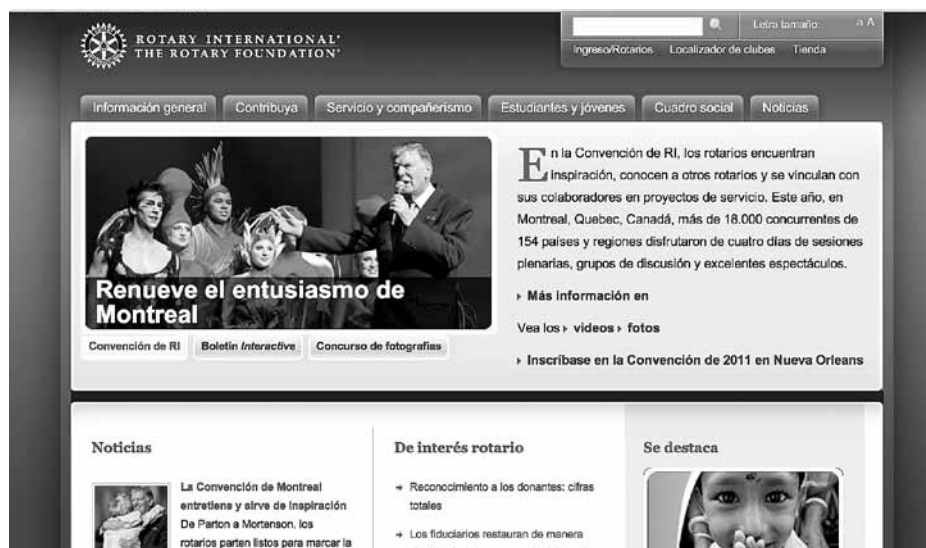 Letra tamaño: a A
ROTARY INTERNATIONAL
THE ROTARY FOUNDATION
Ingreso/Rotarios Localizador de clubes Tienda
Información general Contribuya Servicio y compañerismo Estudiantes y jóvenes Cuadro social Noticias
Renueve el entusiasmo de
Montreal
Convención de RI Boletín Interactive Concurso de fotografías
En la Convención de RI, los rotarios encuentran
inspiración, conocen a otros rotarios y se vinculan con
sus colaboradores en proyectos de servicio. Este año, en
Montreal, Quebec, Canadá, más de 18.000 concurrentes de
154 países y regiones disfrutaron de cuatro días de sesiones
plenarias, grupos de discusión y excelentes espectáculos.
Más información en
Vea los videos fotos
Inscríbase en la Convención de 2011 en Nueva Orleans
Noticias
La Convención de Montreal
entretiene y sirve de inspiración
De Parton a Mortenson, los
rotarios parten listos para marcar la
De interés rotario
Reconocimiento a los donantes: cifras
totales
Los fiduciarios restauran de manera
Se destaca